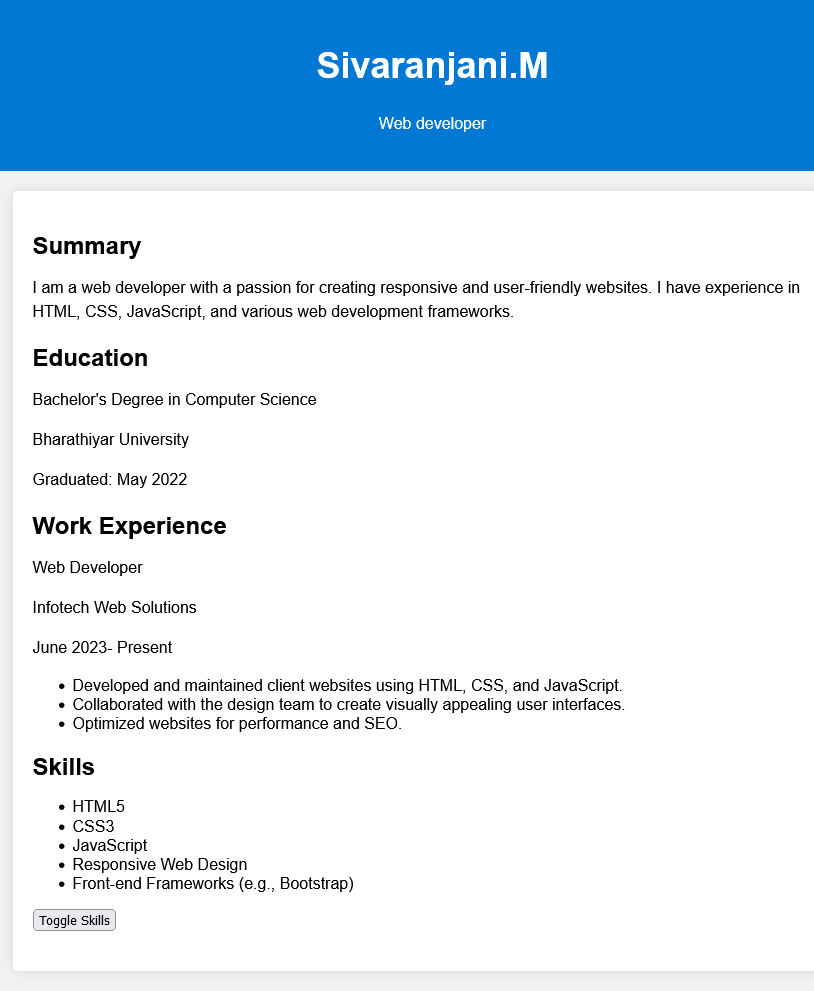 Sivaranjani.M
Web developer
Summary
I am a web developer with a passion for creating responsive and user-friendly websites. I have experience in
HTML, CSS, JavaScript, and various web development frameworks.
Education
Bachelor's Degree in Computer Science
Bharathiyar University
Graduated: May 2022
Work Experience
Web Developer
Infotech Web Solutions
June 2023- Present
• Developed and maintained client websites using HTML, CSS, and JavaScript.
• Collaborated with the design team to create visually appealing user interfaces.
• Optimized websites for performance and SEO.
Skills
• HTML5
• CSS3
• JavaScript
• Responsive Web Design
• Front-end Frameworks (e.g., Bootstrap)
Toggle Skills